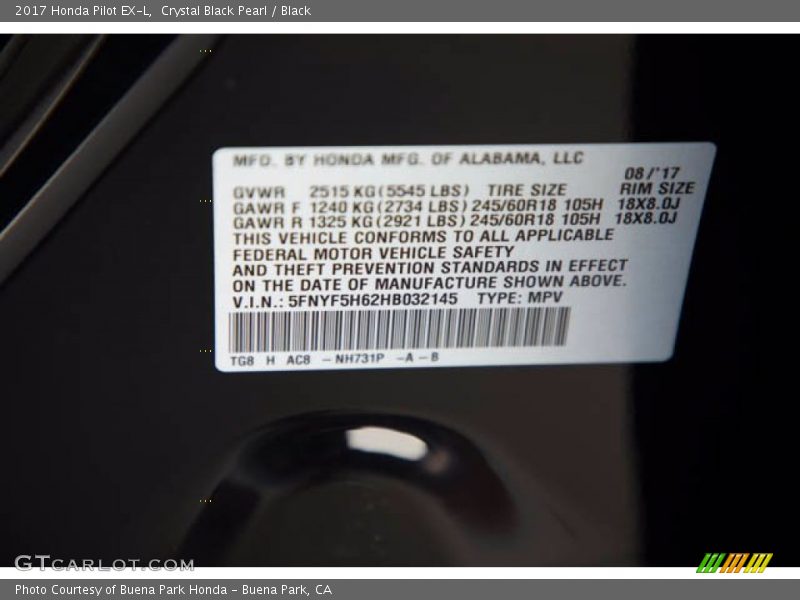 2017 Honda Pilot EX-L, Crystal Black Pearl / Black
MFD. BY HONDA MFG. OF ALABAMA, LLC
08/'17
GVWR 2515 KG(5545 LBS) TIRE SIZE RIM SIZE
GAWR F 1240 KG(2734 LBS) 245/60R18 105H 18X8.0J
GAWR R 1325 KG(2921 LBS) 245/60R18 105H 18X8.0J
THIS VEHICLE CONFORMS TO ALL APPLICABLE
FEDERAL MOTOR VEHICLE SAFETY
AND THEFT PREVENTION STANDARDS IN EFFECT
ON THE DATE OF MANUFACTURE SHOWN ABOVE.
V.I.N.: 5FNYF5H62HB032145 TYPE: MPV
TG8 H AC8 - NH731P -A - B
GTCARLOT.COM
Photo Courtesy of Buena Park Honda - Buena Park, CA